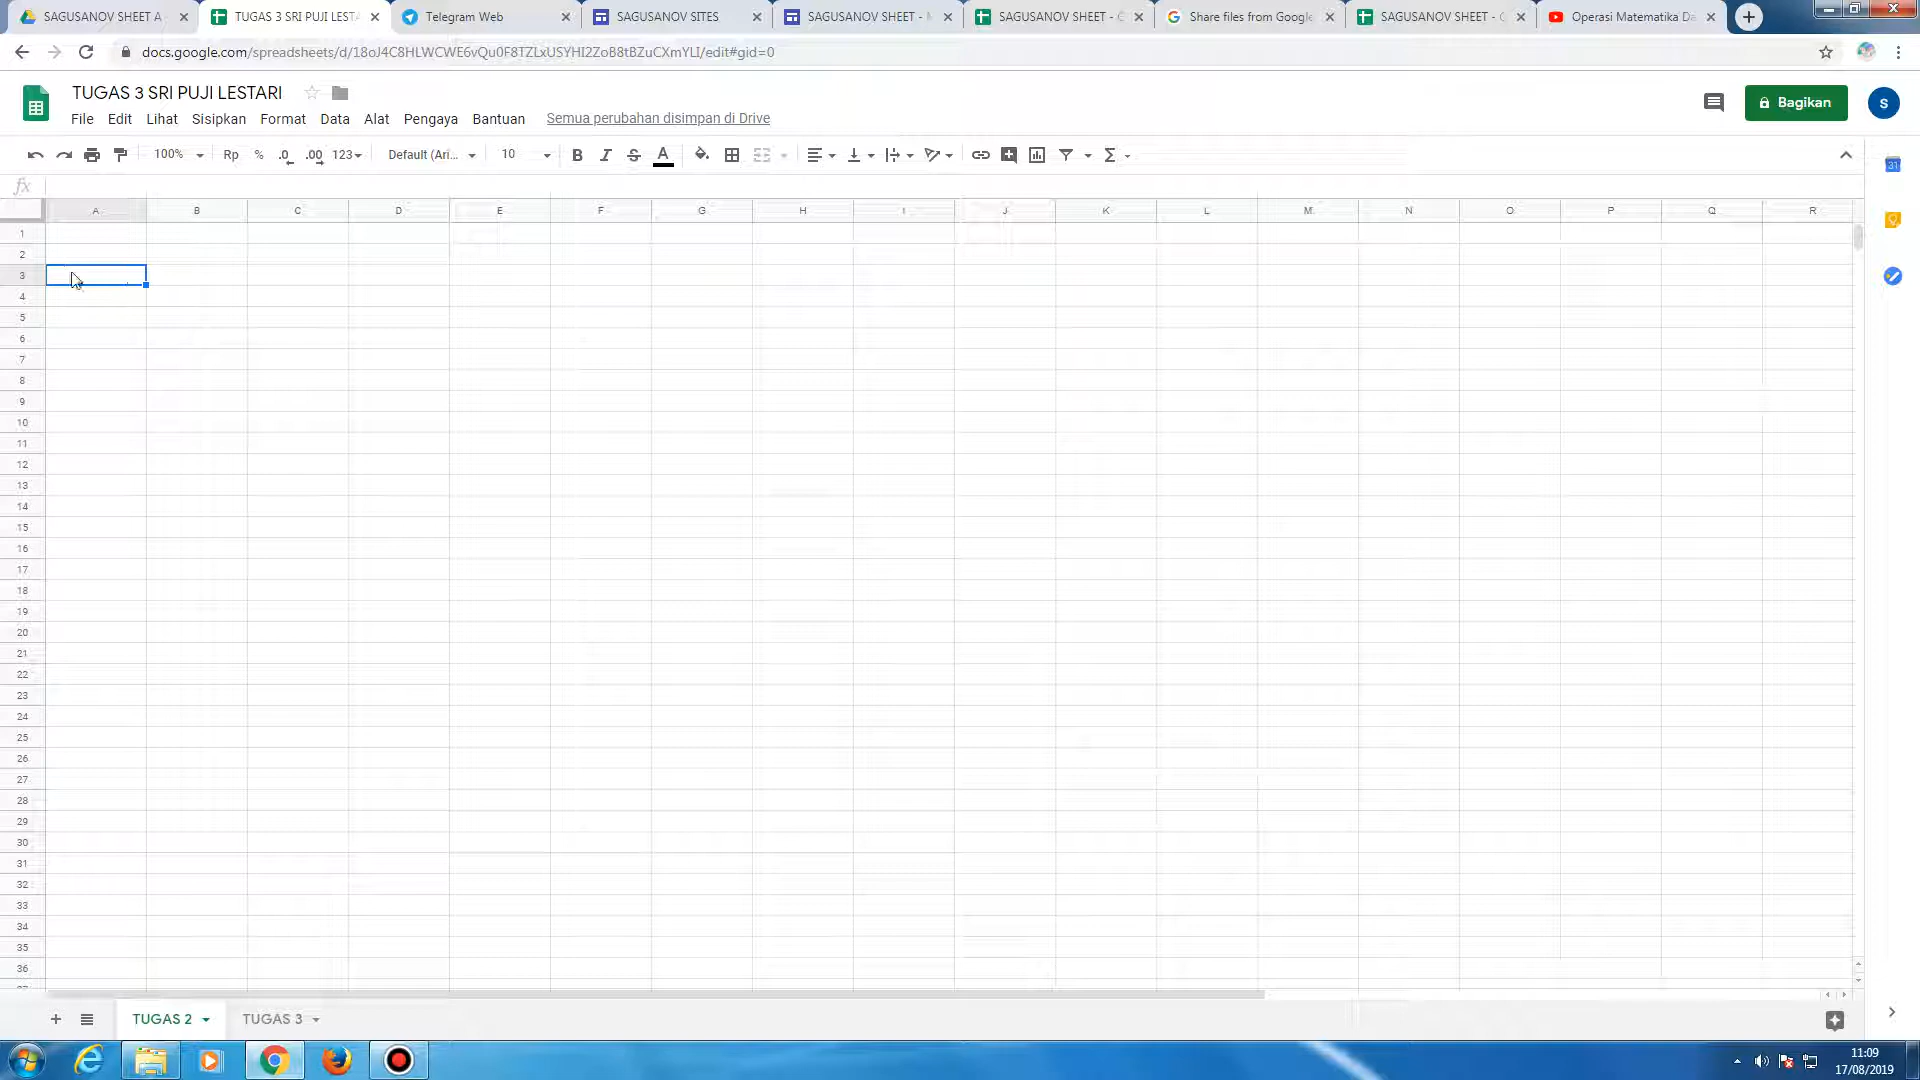 SAGUSANOV SHEET A
TUGAS 3 SRI PUJI LESTA
Telegram Web
SAGUSANOV SITES
SAGUSANOV SHEET - M
SAGUSANOV SHEET - C
Share files from Google
SAGUSANOV SHEET - C
Operasi Matematika Da
docs.google.com/spreadsheets/d/18oJ4C8HLWCWE6vQu0F8TZLxUSYHI2ZoB8tBZuCXmYLI/edit#gid=0
TUGAS 3 SRI PUJI LESTARI
Bagikan
S
File Edit Lihat Sisipkan Format Data Alat Pengaya Bantuan Semua perubahan disimpan di Drive
100% Rp % .0 .00 123 Default (Ari... 10 B I S A Σ
31
fx
A B C D E F G H I J K L M N O P Q R
1
2
3
4
5
6
7
8
9
10
11
12
13
14
15
16
17
18
19
20
21
22
23
24
25
26
27
28
29
30
31
32
33
34
35
36
TUGAS 2 TUGAS 3
11:09
17/08/2019